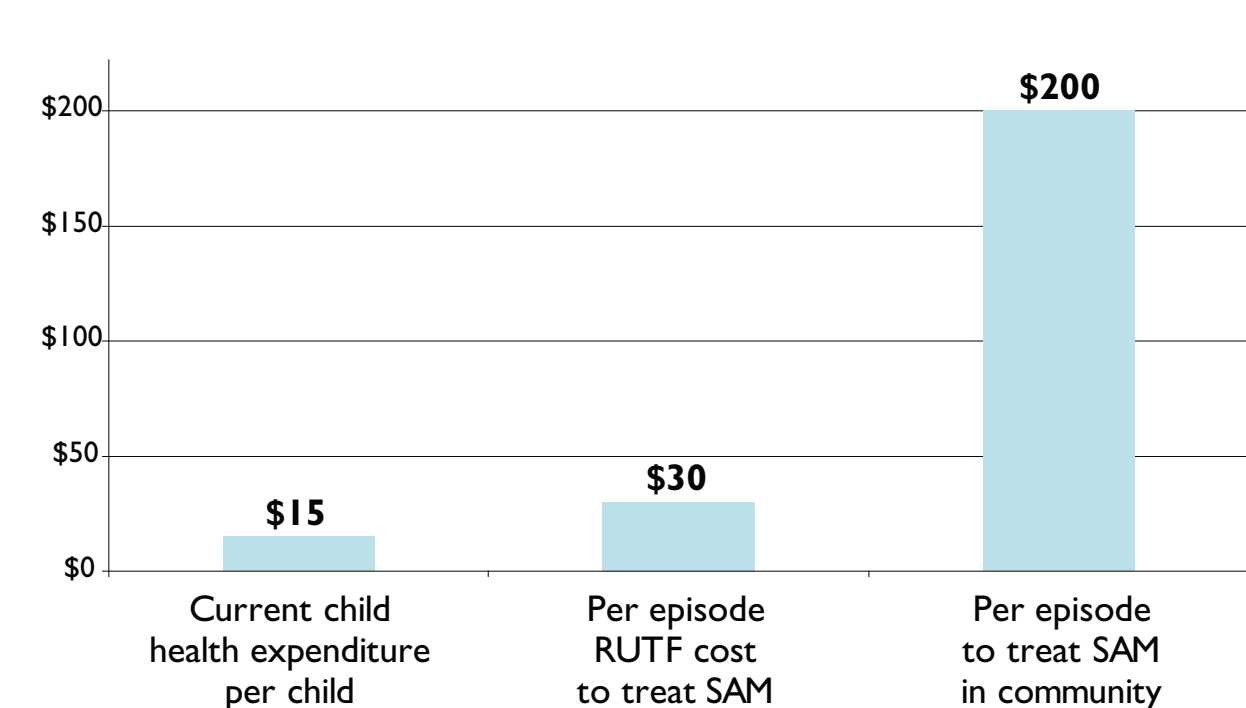 $200
$200
$150
$100
$50
$30
$15
$0
Current child
health expenditure
per child
Per episode
RUTF cost
to treat SAM
Per episode
to treat SAM
in community